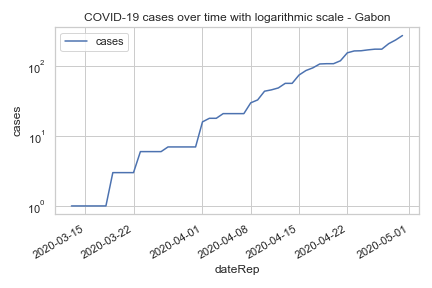 COVID-19 cases over time with logarithmic scale - Gabon
cases
10²
10¹
10⁰
cases
2020-03-15
2020-03-22
2020-04-01
2020-04-08
2020-04-15
2020-04-22
2020-05-01
dateRep